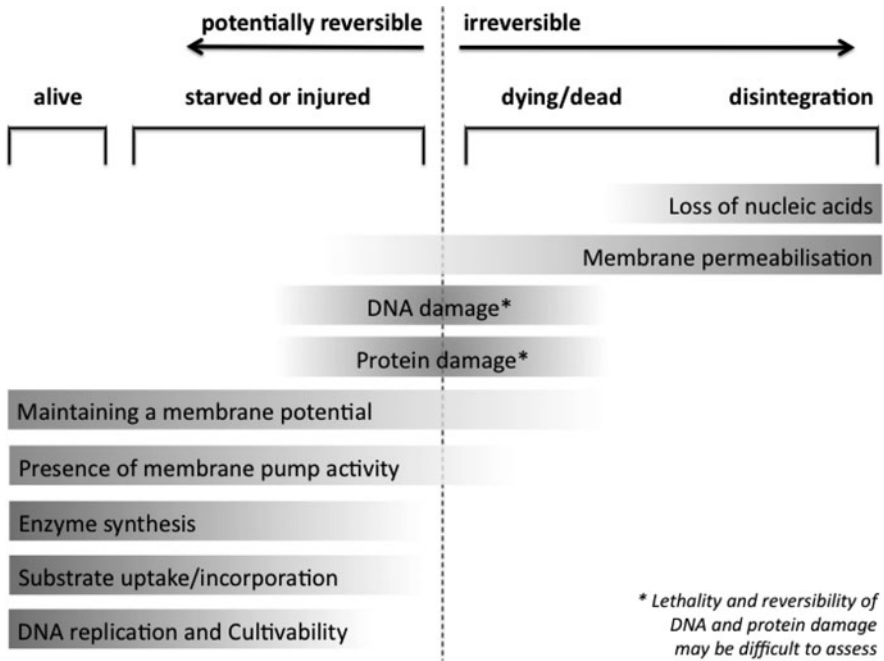 potentially reversible
irreversible
alive
starved or injured
dying/dead
disintegration
Loss of nucleic acids
Membrane permeabilisation
DNA damage*
Protein damage*
Maintaining a membrane potential
Presence of membrane pump activity
Enzyme synthesis
Substrate uptake/incorporation
DNA replication and Cultivability
* Lethality and reversibility of
DNA and protein damage
may be difficult to assess